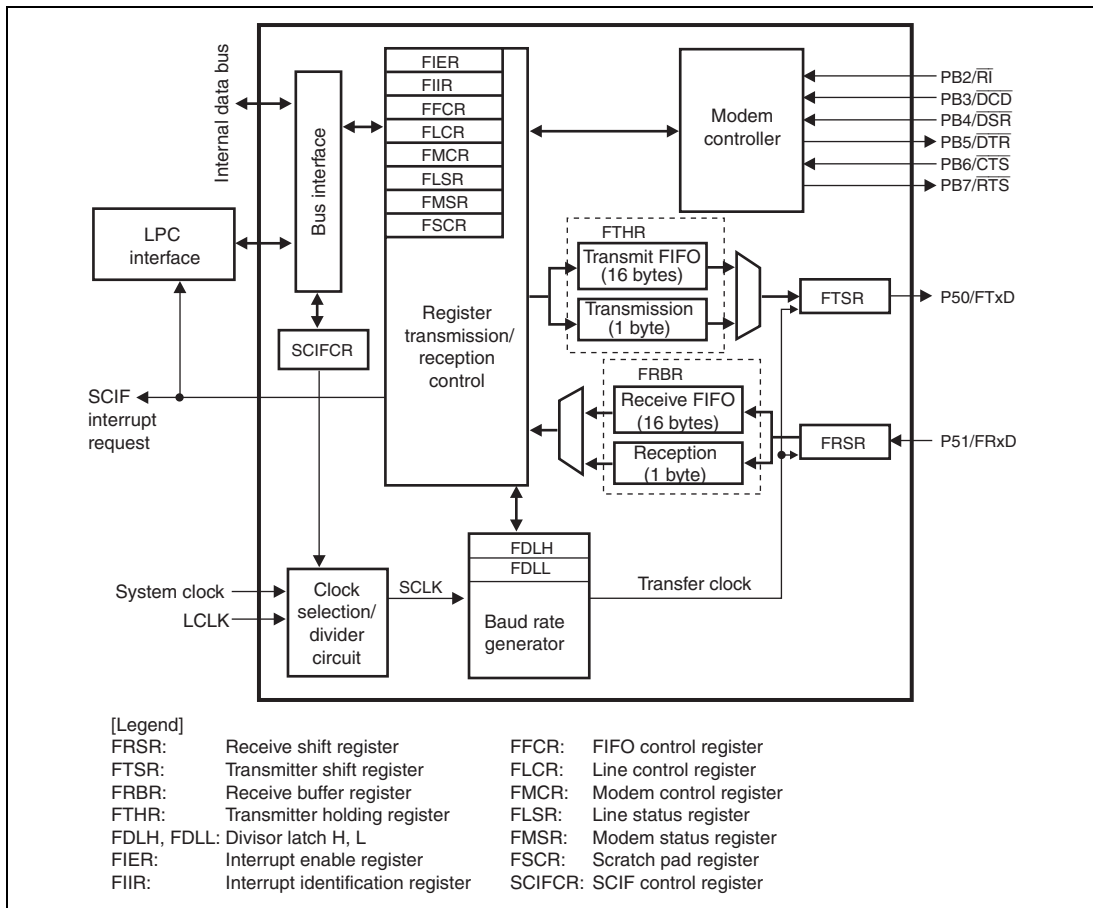 Internal data bus
Bus interface
LPC
interface
SCIFCR
SCIF
interrupt
request
FIER
FIIR
FFCR
FLCR
FMCR
FLSR
FMSR
FSCR
Register
transmission/
reception
control
Modem
controller
PB2/RI
PB3/DCD
PB4/DSR
PB5/DTR
PB6/CTS
PB7/RTS
FTHR
Transmit FIFO
(16 bytes)
Transmission
(1 byte)
FTSR
P50/FTxD
FRBR
Receive FIFO
(16 bytes)
Reception
(1 byte)
FRSR
P51/FRxD
System clock
LCLK
Clock
selection/
divider
circuit
SCLK
FDLH
FDLL
Baud rate
generator
Transfer clock
[Legend]
FRSR: Receive shift register
FTSR: Transmitter shift register
FRBR: Receive buffer register
FTHR: Transmitter holding register
FDLH, FDLL: Divisor latch H, L
FIER: Interrupt enable register
FIIR: Interrupt identification register
FFCR: FIFO control register
FLCR: Line control register
FMCR: Modem control register
FLSR: Line status register
FMSR: Modem status register
FSCR: Scratch pad register
SCIFCR: SCIF control register